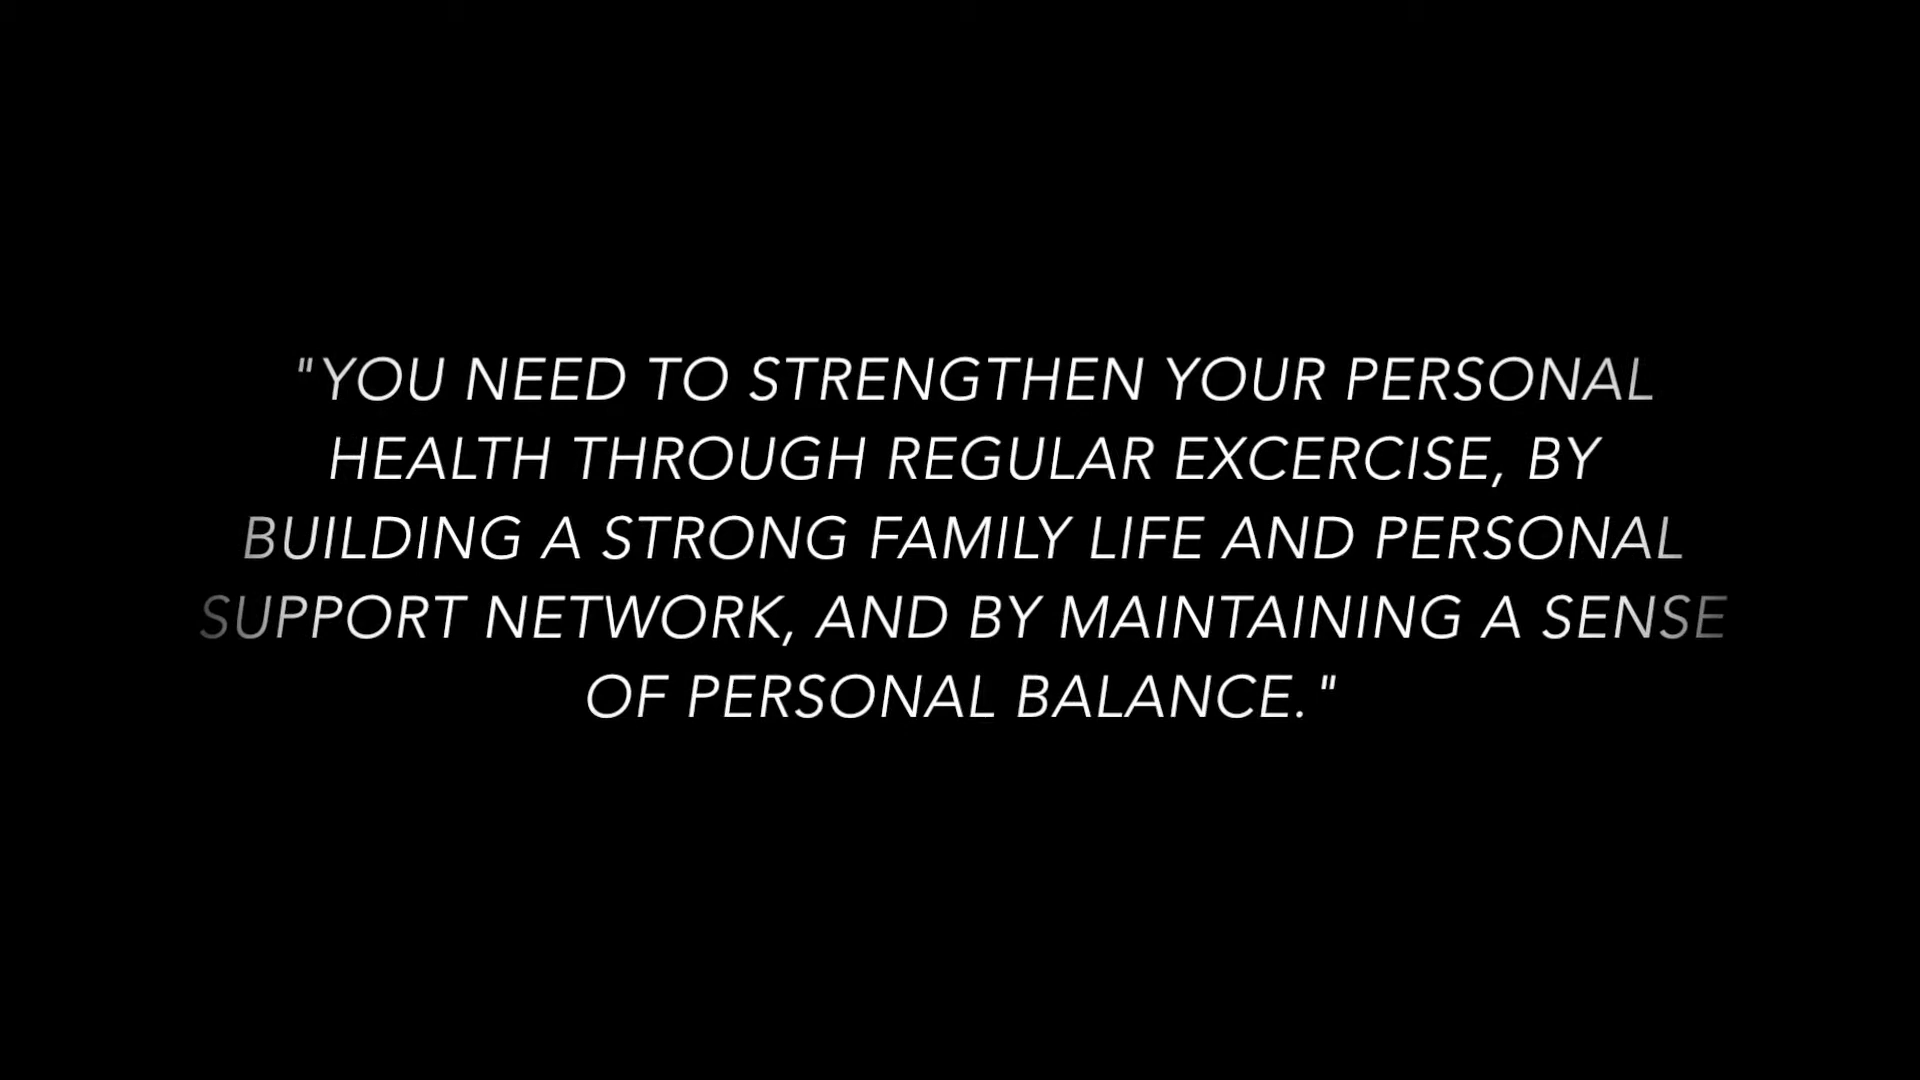 "YOU NEED TO STRENGTHEN YOUR PERSONAL
HEALTH THROUGH REGULAR EXCERCISE, BY
BUILDING A STRONG FAMILY LIFE AND PERSONAL
SUPPORT NETWORK, AND BY MAINTAINING A SENSE
OF PERSONAL BALANCE."